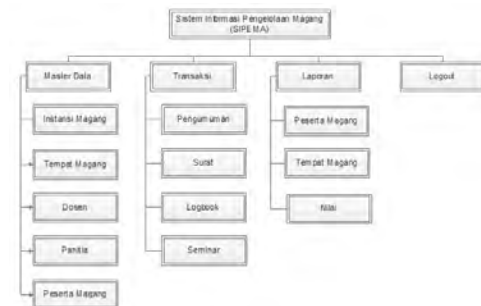 Sistem Informasi Pengelolaan Magang
(SIPEMA)
Master Data
Transaksi
Laporan
Logout
Instansi Magang
Pengumuman
Peserta Magang
Tempat Magang
Surat
Tempat Magang
Dosen
Logbook
Nilai
Panitia
Seminar
Peserta Magang